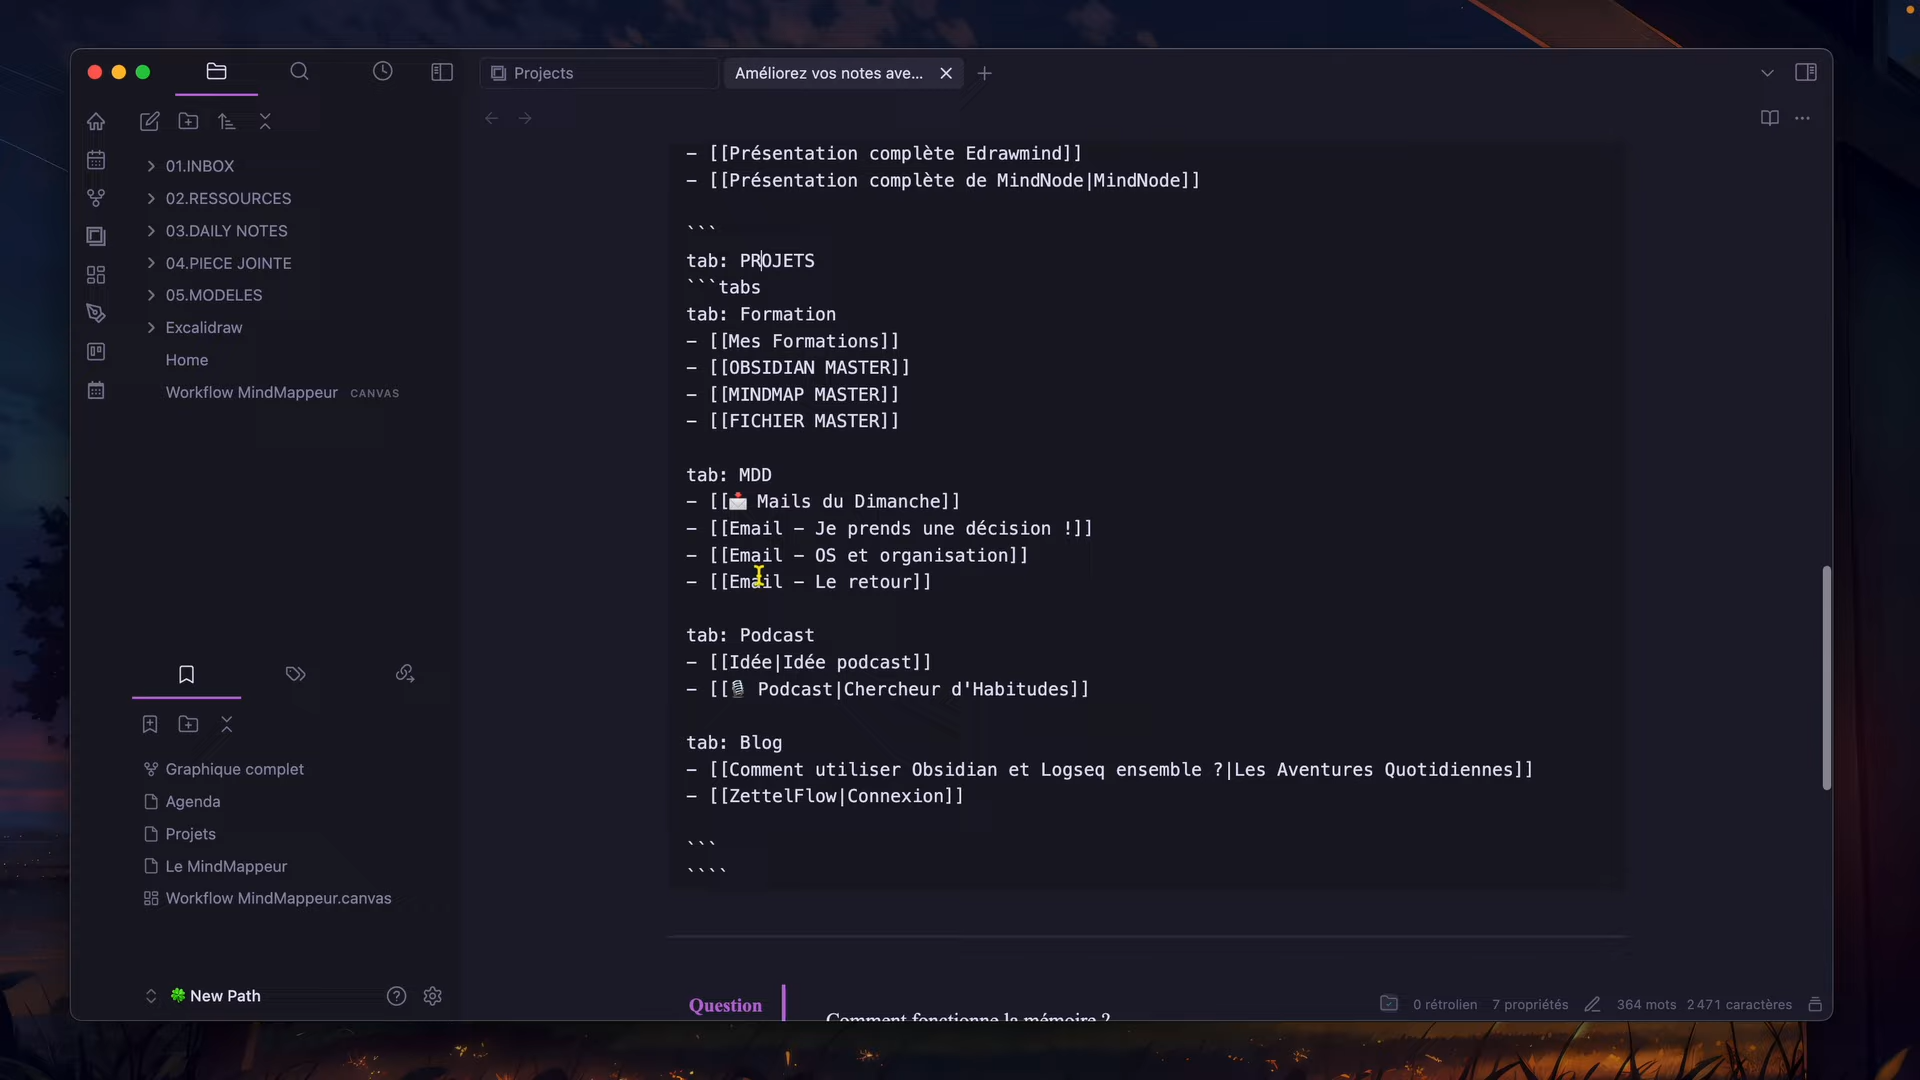 Projects
Améliorez vos notes ave...
01.INBOX
02.RESSOURCES
03.DAILY NOTES
04.PIECE JOINTE
05.MODELES
Excalidraw
Home
Workflow MindMappeur CANVAS
Graphique complet
Agenda
Projets
Le MindMappeur
Workflow MindMappeur.canvas
🍀 New Path
- [[Présentation complète Edrawmind]]
- [[Présentation complète de MindNode|MindNode]]
```
tab: PROJETS
```tabs
tab: Formation
- [[Mes Formations]]
- [[OBSIDIAN MASTER]]
- [[MINDMAP MASTER]]
- [[FICHIER MASTER]]
tab: MDD
- [[📩 Mails du Dimanche]]
- [[Email - Je prends une décision !]]
- [[Email - OS et organisation]]
- [[Email - Le retour]]
tab: Podcast
- [[Idée|Idée podcast]]
- [[🎙 Podcast|Chercheur d'Habitudes]]
tab: Blog
- [[Comment utiliser Obsidian et Logseq ensemble ?|Les Aventures Quotidiennes]]
- [[ZettelFlow|Connexion]]
```
````
Question
Comment fonctionne la mémoire ?
0 rétrolien 7 propriétés 364 mots 2 471 caractères